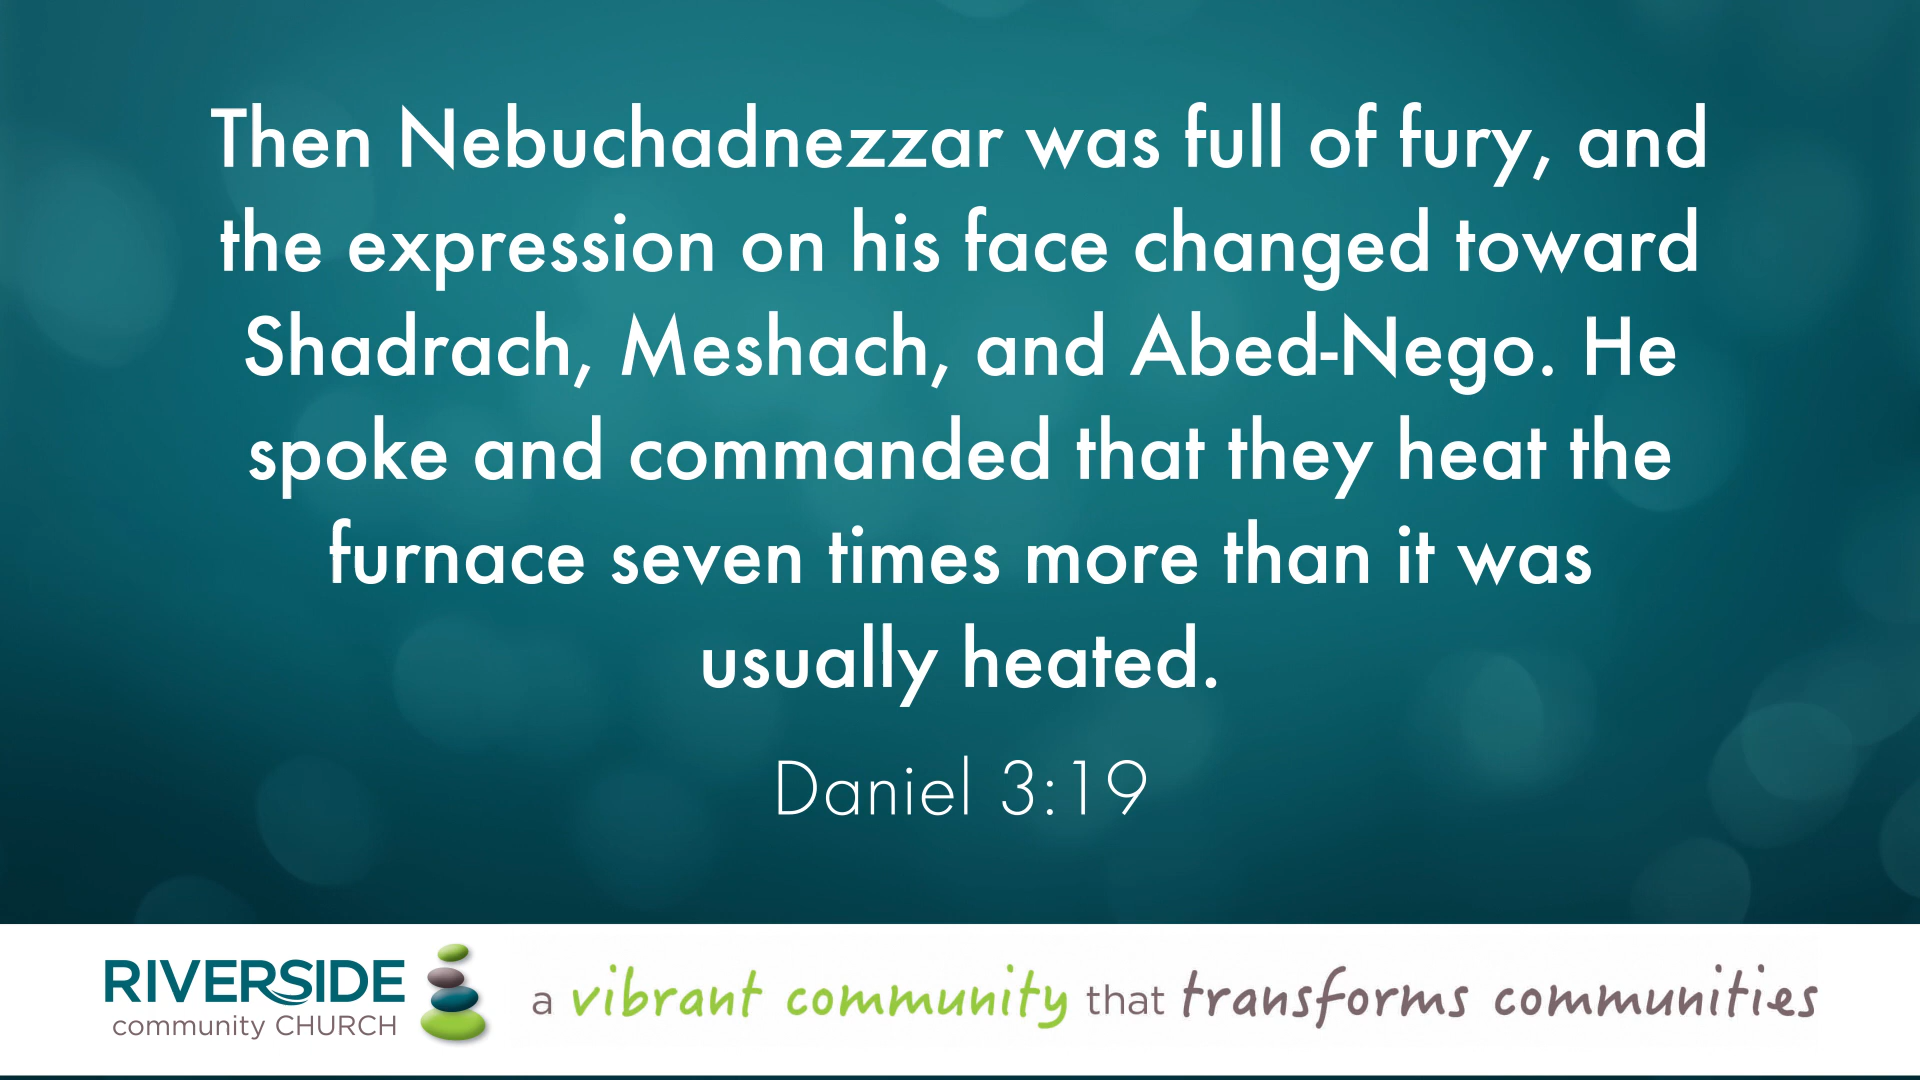 Then Nebuchadnezzar was full of fury, and
the expression on his face changed toward
Shadrach, Meshach, and Abed-Nego. He
spoke and commanded that they heat the
furnace seven times more than it was
usually heated.
Daniel 3:19
RIVERSIDE
community CHURCH
a vibrant community that transforms communities